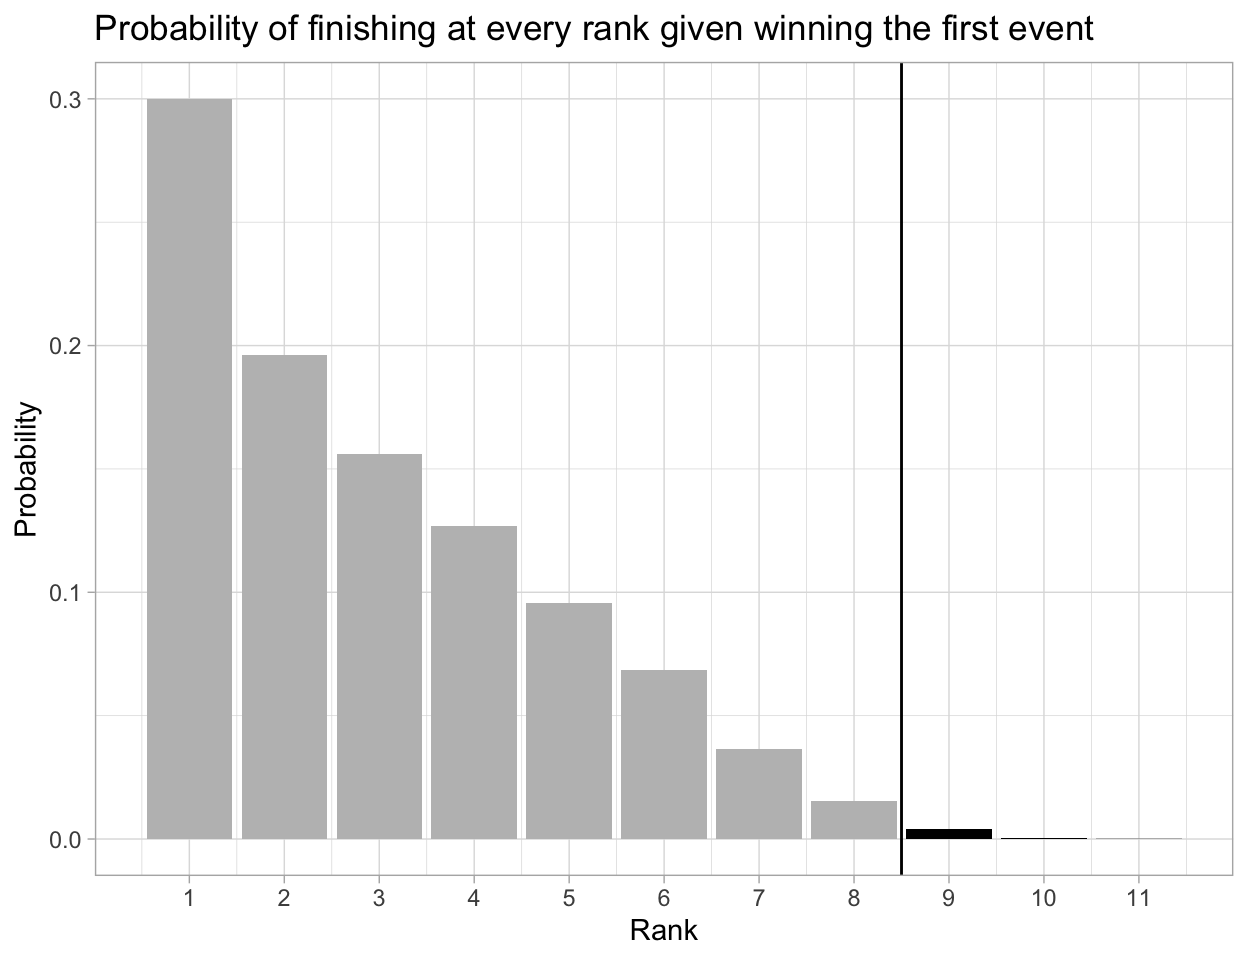 Probability of finishing at every rank given winning the first event
Probability
0.3
0.2
0.1
0.0
1 2 3 4 5 6 7 8 9 10 11
Rank